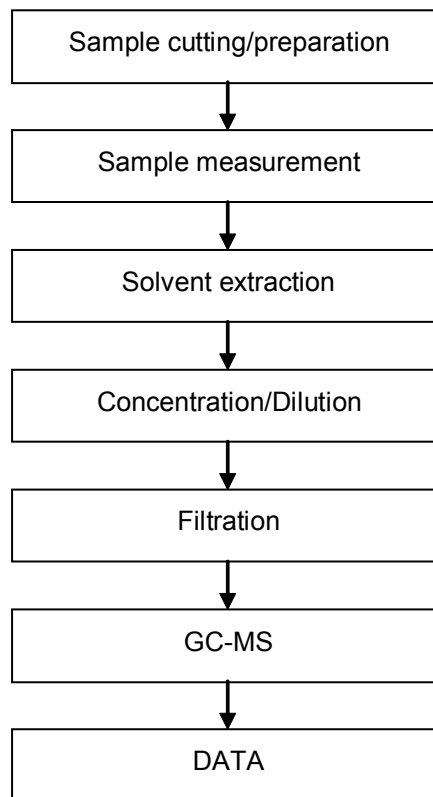 Sample cutting/preparation
Sample measurement
Solvent extraction
Concentration/Dilution
Filtration
GC-MS
DATA